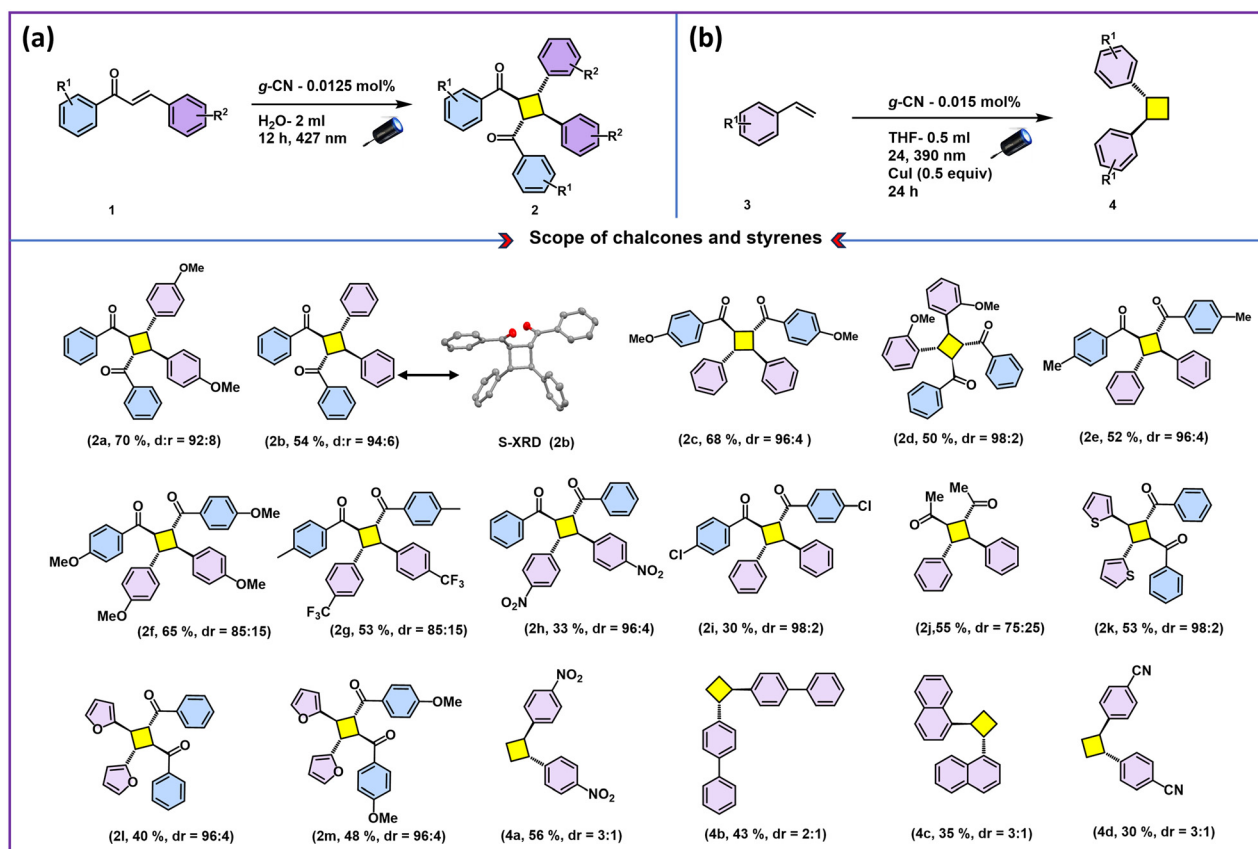 (a)
O
R¹
R²
1
g-CN - 0.0125 mol%
H₂O- 2 ml
12 h, 427 nm
R¹
O
R²
O
R²
R¹
2
(b)
R¹
3
g-CN - 0.015 mol%
THF- 0.5 ml
24, 390 nm
CuI (0.5 equiv)
24 h
R¹
R¹
4
Scope of chalcones and styrenes
OMe
O
O
OMe
(2a, 70 %, d:r = 92:8)
O
O
(2b, 54 %, d:r = 94:6)
S-XRD (2b)
O
O
MeO
OMe
(2c, 68 %, dr = 96:4 )
OMe
MeO
O
O
(2d, 50 %, dr = 98:2)
O
O
Me
Me
(2e, 52 %, dr = 96:4)
O
O
OMe
MeO
MeO
OMe
(2f, 65 %, dr = 85:15)
O
O
CF₃
F₃C
(2g, 53 %, dr = 85:15)
O
O
NO₂
O₂N
(2h, 33 %, dr = 96:4)
O
O
Cl
Cl
(2i, 30 %, dr = 98:2)
Me
Me
O
O
(2j,55 %, dr = 75:25)
S
O
O
S
(2k, 53 %, dr = 98:2)
O
O
O
O
(2l, 40 %, dr = 96:4)
O
O
OMe
O
O
OMe
(2m, 48 %, dr = 96:4)
NO₂
NO₂
(4a, 56 %, dr = 3:1)
(4b, 43 %, dr = 2:1)
(4c, 35 %, dr = 3:1)
CN
CN
(4d, 30 %, dr = 3:1)